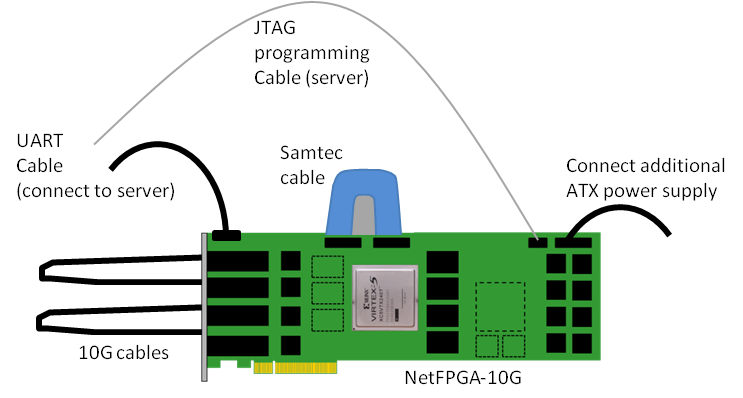 JTAG
programming
Cable (server)
UART
Cable
(connect to server)
Samtec
cable
Connect additional
ATX power supply
XILINX
VIRTEX-5
10G cables
NetFPGA-10G